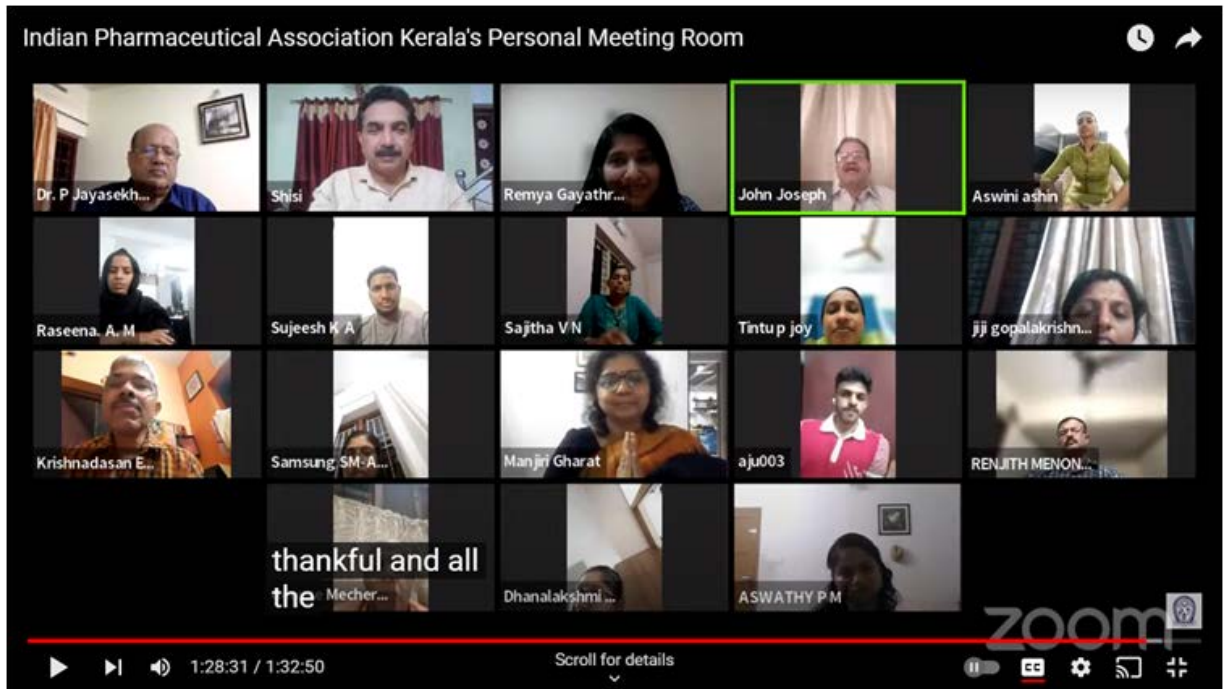 Indian Pharmaceutical Association Kerala's Personal Meeting Room
Dr. P Jayasekh...
Shisi
Remya Gayathr...
John Joseph
Aswini ashin
Raseena. A. M
Sujeesh K A
Sajitha V N
Tintu p joy
jiji gopalakrishn...
Krishnadasan E...
Samsung SM-A...
Manjiri Gharat
aju003
RENJITH MENON...
thankful and all
the
Mecher...
Dhanalakshmi ...
ASWATHY P M
zoom
1:28:31 / 1:32:50
Scroll for details
CC